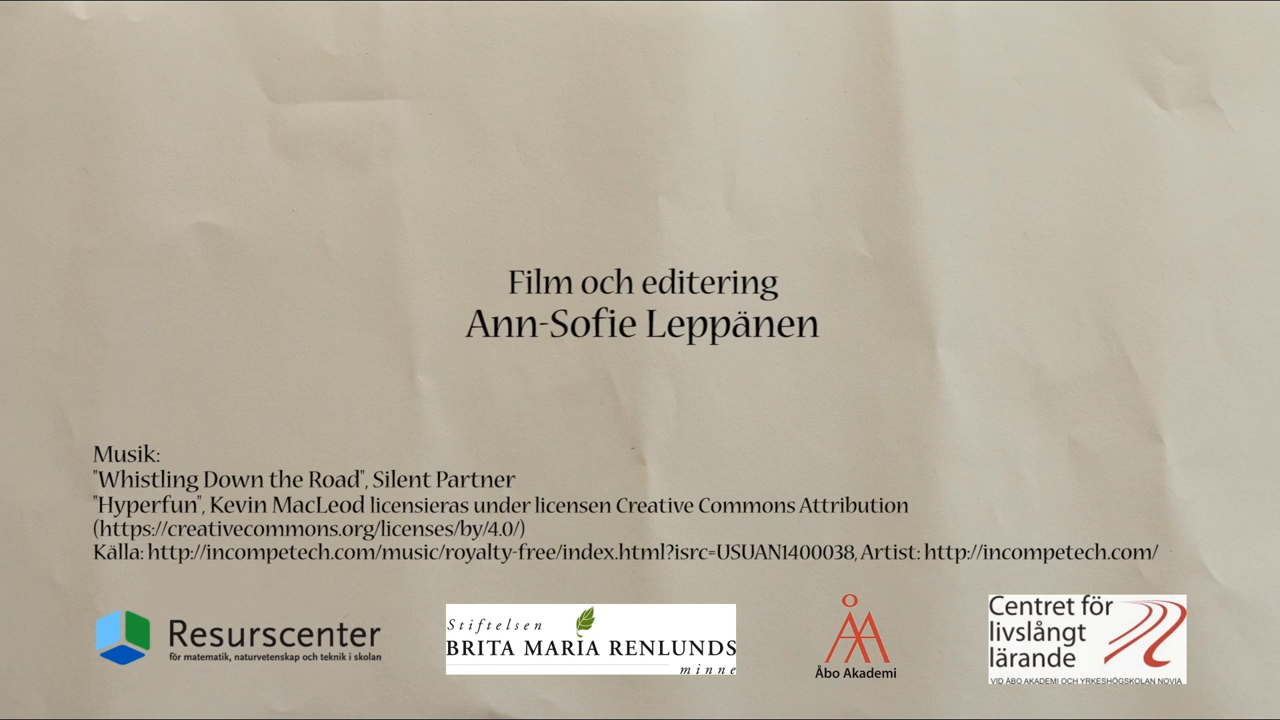 Film och editering
Ann-Sofie Leppänen
Musik:
"Whistling Down the Road", Silent Partner
"Hyperfun", Kevin MacLeod licensieras under licensen Creative Commons Attribution
(https://creativecommons.org/licenses/by/4.0/)
Källa: http://incompetech.com/music/royalty-free/index.html?isrc=USUAN1400038, Artist: http://incompetech.com/
Resurscenter
för matematik, naturvetenskap och teknik i skolan
Stiftelsen
BRITA MARIA RENLUNDS
minne
Åbo Akademi
Centret för
livslångt
lärande
VID ÅBO AKADEMI OCH YRKESHÖGSKOLAN NOVIA